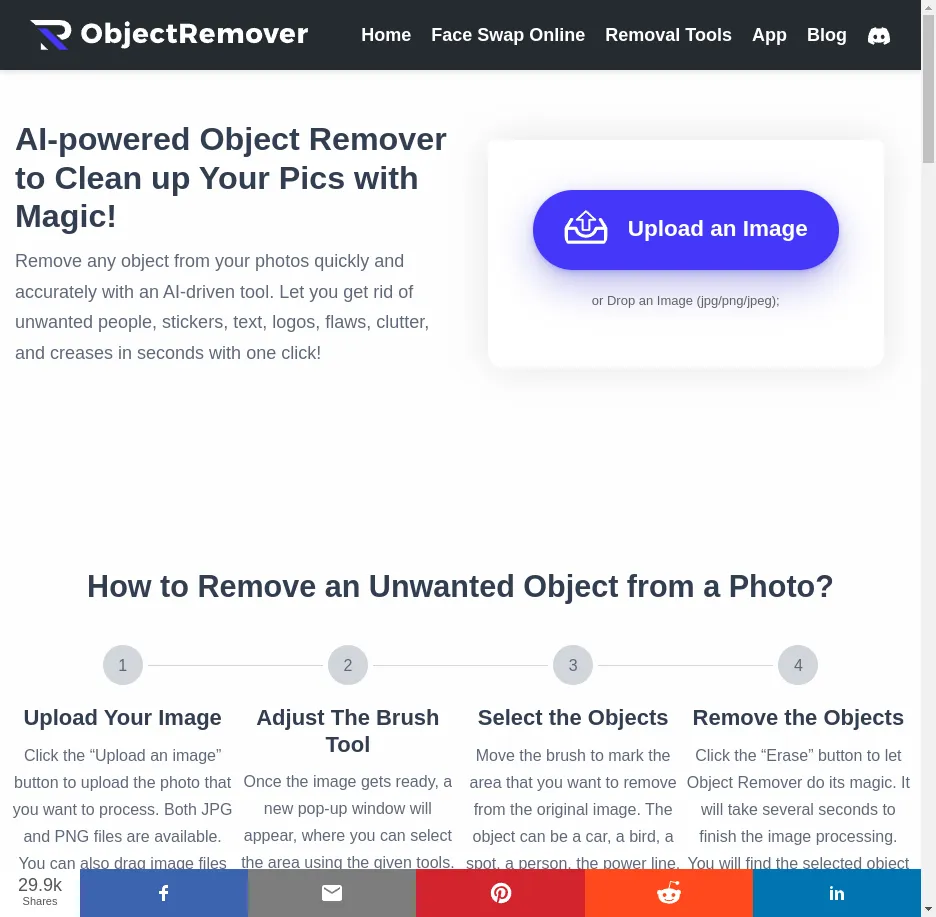 ObjectRemover
Home
Face Swap Online
Removal Tools
App
Blog
AI-powered Object Remover
to Clean up Your Pics with
Magic!
Remove any object from your photos quickly and
accurately with an AI-driven tool. Let you get rid of
unwanted people, stickers, text, logos, flaws, clutter,
and creases in seconds with one click!
Upload an Image
or Drop an Image (jpg/png/jpeg);
How to Remove an Unwanted Object from a Photo?
1
2
3
4
Upload Your Image
Click the “Upload an image”
button to upload the photo that
you want to process. Both JPG
and PNG files are available.
You can also drag image files
Adjust The Brush
Tool
Once the image gets ready, a
new pop-up window will
appear, where you can select
the area using the given tools.
Select the Objects
Move the brush to mark the
area that you want to remove
from the original image. The
object can be a car, a bird, a
spot, a person, the power line,
Remove the Objects
Click the “Erase” button to let
Object Remover do its magic. It
will take several seconds to
finish the image processing.
You will find the selected object
29.9k
Shares